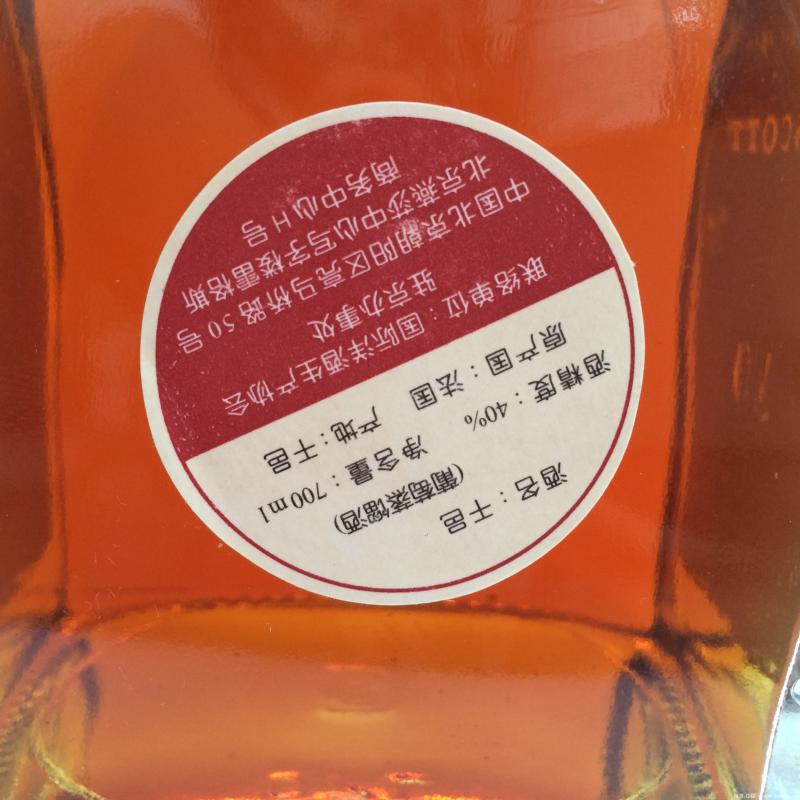 酒名：干邑
(葡萄蒸馏酒)
酒精度：40% 净含量：700ml
原产国：法国 产地：干邑
联络单位：国际洋酒生产协会
驻京办事处
中国北京朝阳区亮马桥路50号
北京燕莎中心写字楼雷格斯
商务中心H号